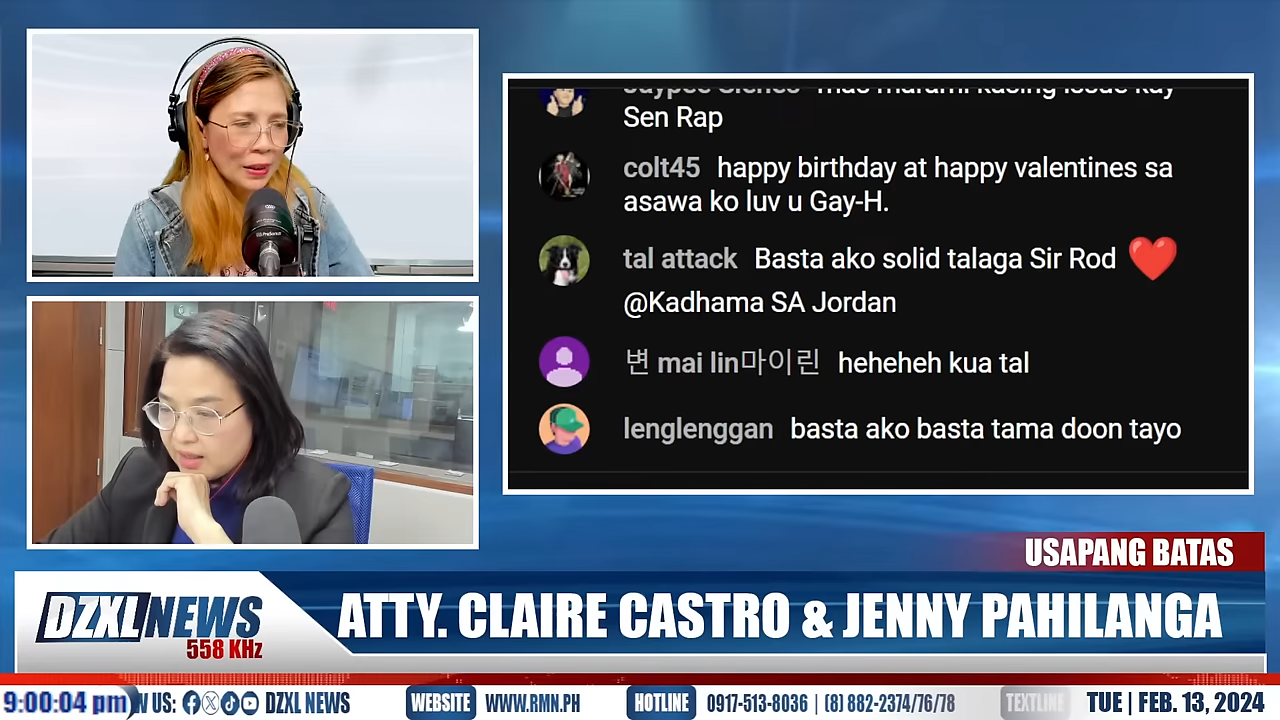 Sen Rap
colt45 happy birthday at happy valentines sa
asawa ko luv u Gay-H.
tal attack Basta ako solid talaga Sir Rod ❤️
@Kadhama SA Jordan
변 mai lin마이린 heheheh kua tal
lenglenggan basta ako basta tama doon tayo
USAPANG BATAS
DZXL NEWS
558 KHz
ATTY. CLAIRE CASTRO & JENNY PAHILANGA
9:00:04 pm US: DZXL NEWS WEBSITE WWW.RMN.PH HOTLINE 0917-513-8036 | (8) 882-2374/76/78 TEXTLINE TUE | FEB. 13, 2024